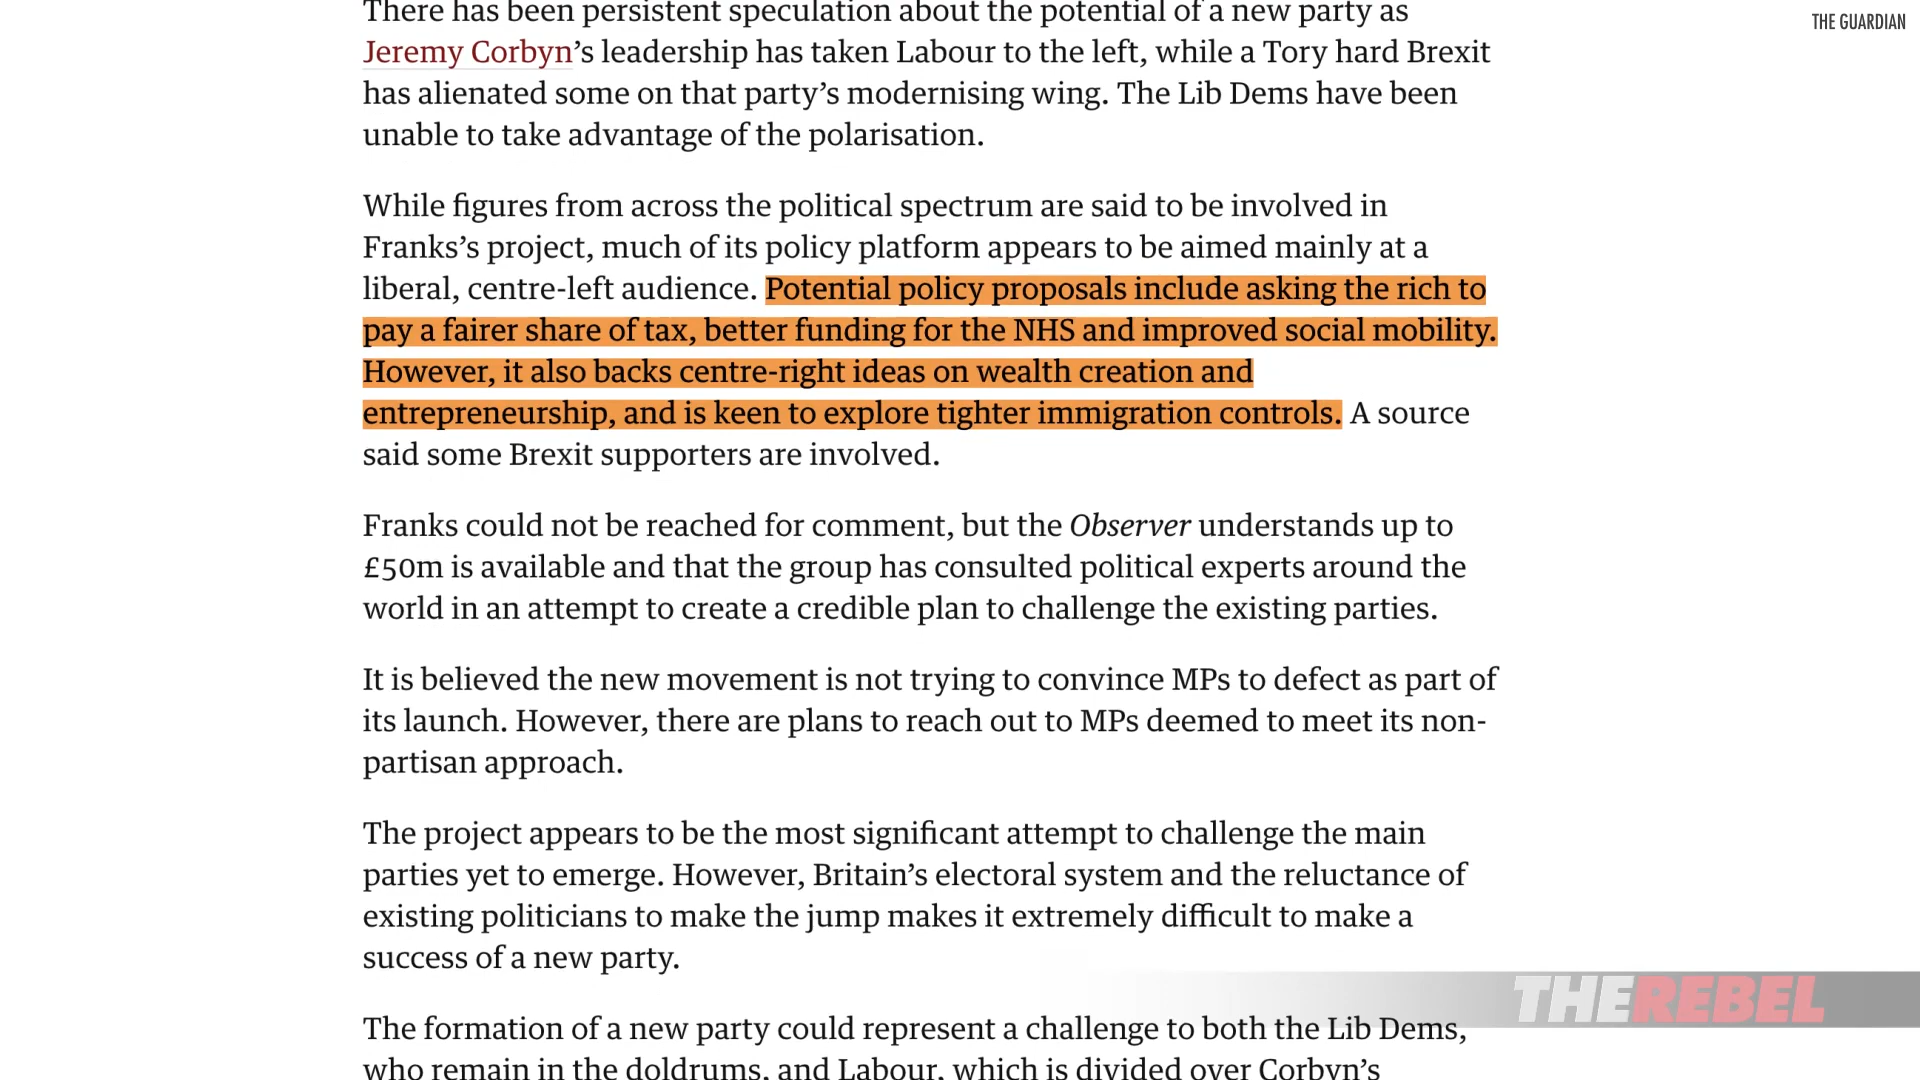 THE GUARDIAN
There has been persistent speculation about the potential of a new party as
Jeremy Corbyn’s leadership has taken Labour to the left, while a Tory hard Brexit
has alienated some on that party’s modernising wing. The Lib Dems have been
unable to take advantage of the polarisation.
While figures from across the political spectrum are said to be involved in
Franks’s project, much of its policy platform appears to be aimed mainly at a
liberal, centre-left audience. Potential policy proposals include asking the rich to
pay a fairer share of tax, better funding for the NHS and improved social mobility.
However, it also backs centre-right ideas on wealth creation and
entrepreneurship, and is keen to explore tighter immigration controls. A source
said some Brexit supporters are involved.
Franks could not be reached for comment, but the Observer understands up to
£50m is available and that the group has consulted political experts around the
world in an attempt to create a credible plan to challenge the existing parties.
It is believed the new movement is not trying to convince MPs to defect as part of
its launch. However, there are plans to reach out to MPs deemed to meet its non-
partisan approach.
The project appears to be the most significant attempt to challenge the main
parties yet to emerge. However, Britain’s electoral system and the reluctance of
existing politicians to make the jump makes it extremely difficult to make a
success of a new party.
THEREBEL
The formation of a new party could represent a challenge to both the Lib Dems,
who remain in the doldrums, and Labour, which is divided over Corbyn’s